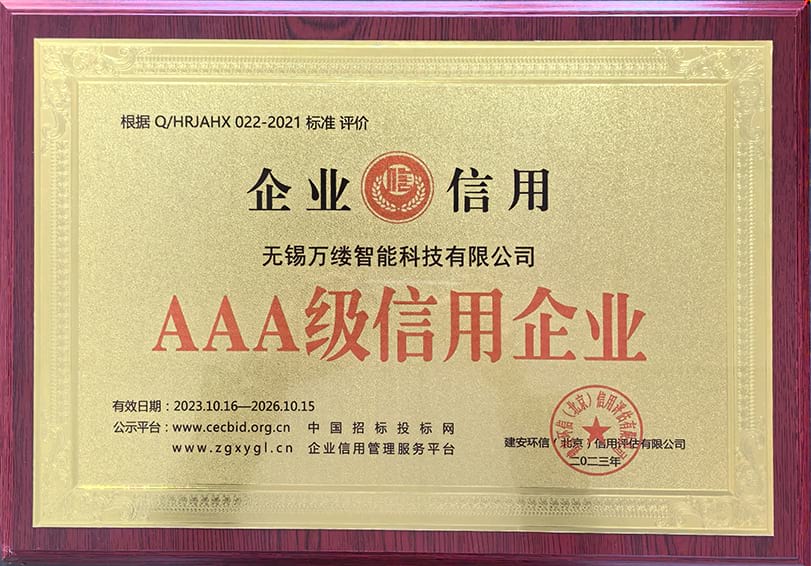 根据 Q/HRJAHX 022-2021 标准 评价
企业 信用
无锡万缕智能科技有限公司
AAA级信用企业
有效日期：2023.10.16—2026.10.15
公示平台：www.cecbid.org.cn 中国招标投标网
www.zgxygl.cn 企业信用管理服务平台
建安环信（北京）信用评估有限公司
二〇二三年